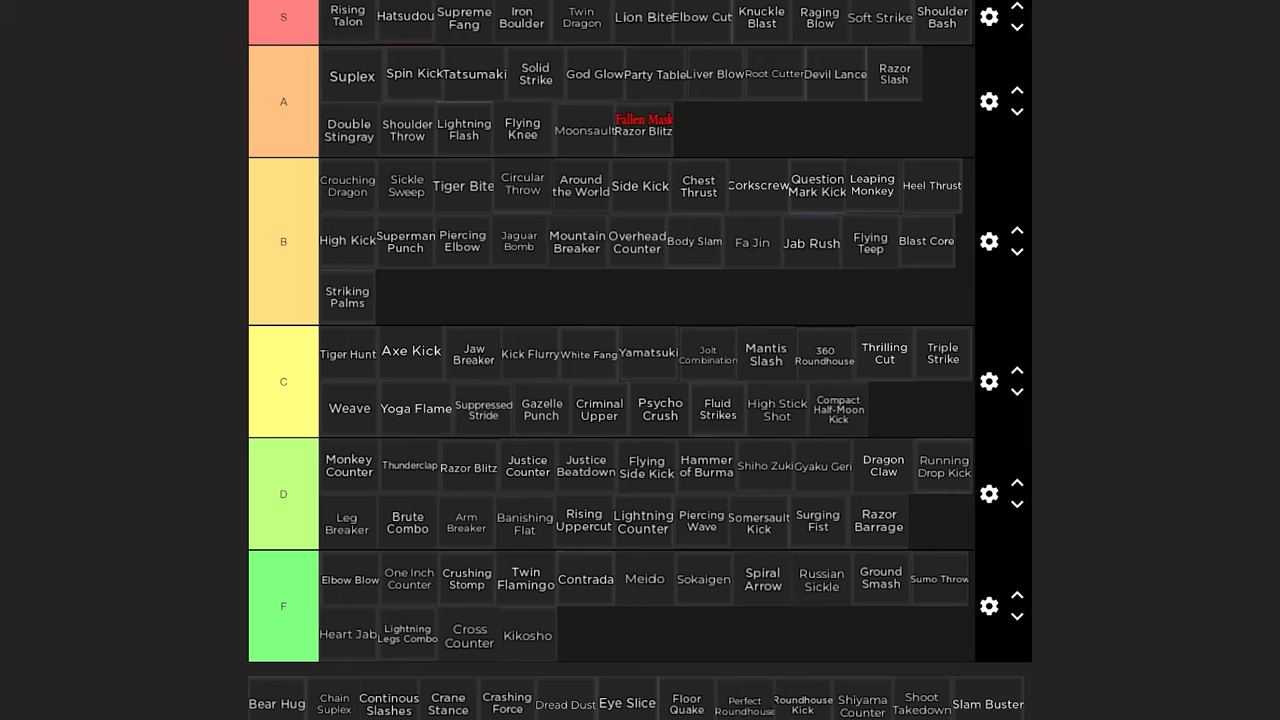 S
Rising Talon
Hatsudou
Supreme Fang
Iron Boulder
Twin Dragon
Lion Bite
Elbow Cut
Knuckle Blast
Raging Blow
Soft Strike
Shoulder Bash
A
Suplex
Spin Kick
Tatsumaki
Solid Strike
God Glow
Party Table
Liver Blow
Root Cutter
Devil Lance
Razor Slash
Double Stingray
Shoulder Throw
Lightning Flash
Flying Knee
Moonsault
Fallen Mask
Razor Blitz
B
Crouching Dragon
Sickle Sweep
Tiger Bite
Circular Throw
Around the World
Side Kick
Chest Thrust
Corkscrew
Question Mark Kick
Leaping Monkey
Heel Thrust
High Kick
Superman Punch
Piercing Elbow
Jaguar Bomb
Mountain Breaker
Overhead Counter
Body Slam
Fa Jin
Jab Rush
Flying Teep
Blast Core
Striking Palms
C
Tiger Hunt
Axe Kick
Jaw Breaker
Kick Flurry
White Fang
Yamatsuki
Jolt Combination
Mantis Slash
360 Roundhouse
Thrilling Cut
Triple Strike
Weave
Yoga Flame
Suppressed Stride
Gazelle Punch
Criminal Upper
Psycho Crush
Fluid Strikes
High Stick Shot
Compact Half-Moon Kick
D
Monkey Counter
Thunderclap
Razor Blitz
Justice Counter
Justice Beatdown
Flying Side Kick
Hammer of Burma
Shiho Zuki
Gyaku Geri
Dragon Claw
Running Drop Kick
Leg Breaker
Brute Combo
Arm Breaker
Banishing Flat
Rising Uppercut
Lightning Counter
Piercing Wave
Somersault Kick
Surging Fist
Razor Barrage
F
Elbow Blow
One Inch Counter
Crushing Stomp
Twin Flamingo
Contrada
Meido
Sokaigen
Spiral Arrow
Russian Sickle
Ground Smash
Sumo Throw
Heart Jab
Lightning Legs Combo
Cross Counter
Kikosho
Bear Hug
Chain Suplex
Continous Slashes
Crane Stance
Crashing Force
Dread Dust
Eye Slice
Floor Quake
Perfect Roundhouse
Roundhouse Kick
Shiyama Counter
Shoot Takedown
Slam Buster